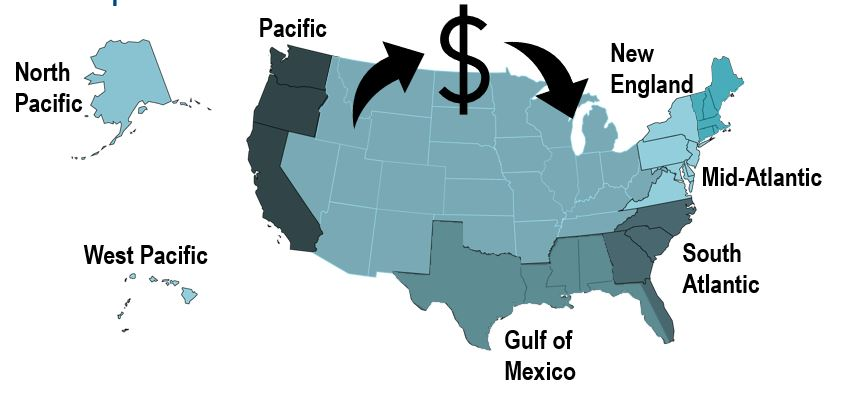 Pacific
$
New
England
North
Pacific
Mid-Atlantic
West Pacific
South
Atlantic
Gulf of
Mexico